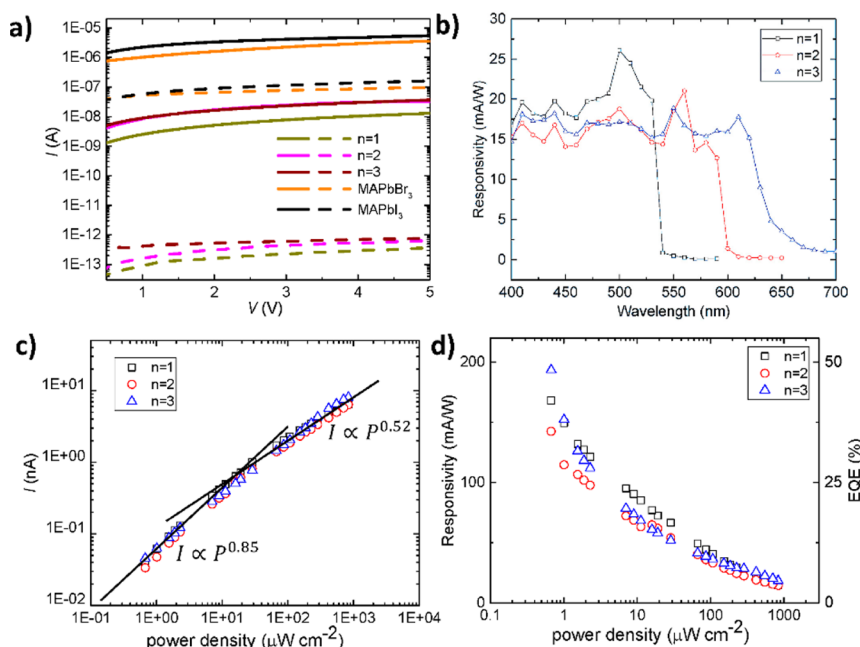 a)
1E-05
1E-06
1E-07
1E-08
1E-09
1E-10
1E-11
1E-12
1E-13
I (A)
n=1
n=2
n=3
MAPbBr3
MAPbI3
1 2 3 4 5
V (V)
b)
30
25
20
15
10
5
0
Responsivity (mA/W)
n=1
n=2
n=3
400 450 500 550 600 650 700
Wavelength (nm)
c)
1E+01
1E+00
1E-01
1E-02
I (nA)
n=1
n=2
n=3
I ∝ P^0.52
I ∝ P^0.85
1E-01 1E+00 1E+01 1E+02 1E+03 1E+04
power density (μW cm-2)
d)
200
100
0
Responsivity (mA/W)
n=1
n=2
n=3
50
25
0
EQE (%)
0.1 1 10 100 1000
power density (μW cm-2)